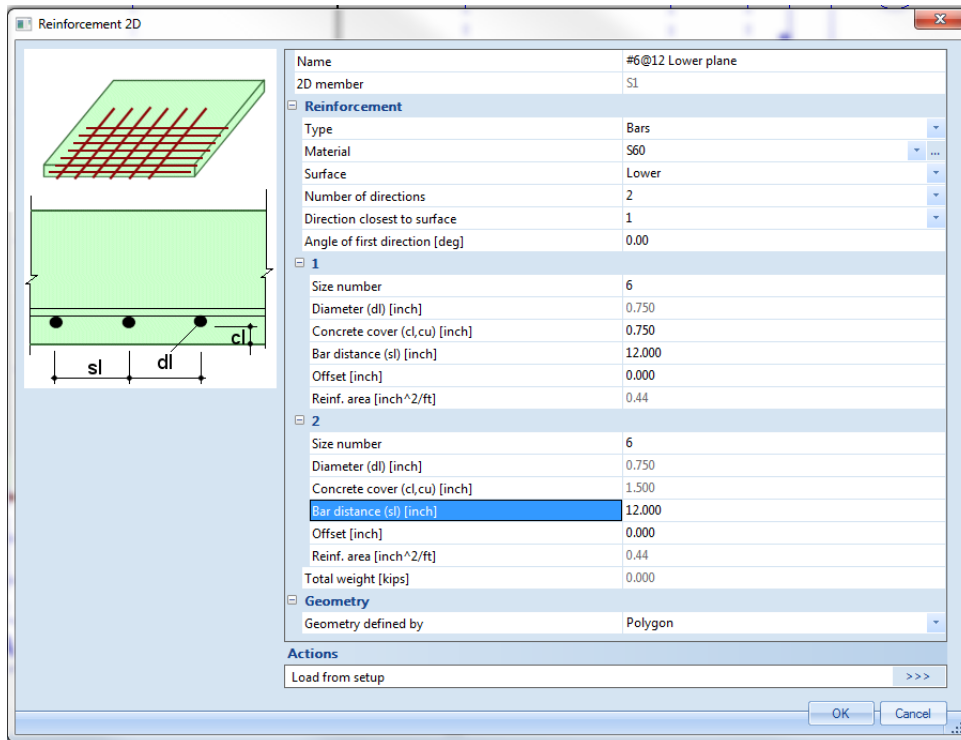 Reinforcement 2D
cl
sl
dl
Name #6@12 Lower plane
2D member S1
Reinforcement
Type Bars
Material S60 ...
Surface Lower
Number of directions 2
Direction closest to surface 1
Angle of first direction [deg] 0.00
1
Size number 6
Diameter (dl) [inch] 0.750
Concrete cover (cl,cu) [inch] 0.750
Bar distance (sl) [inch] 12.000
Offset [inch] 0.000
Reinf. area [inch^2/ft] 0.44
2
Size number 6
Diameter (dl) [inch] 0.750
Concrete cover (cl,cu) [inch] 1.500
Bar distance (sl) [inch] 12.000
Offset [inch] 0.000
Reinf. area [inch^2/ft] 0.44
Total weight [kips] 0.000
Geometry
Geometry defined by Polygon
Actions
Load from setup >>>
OK Cancel